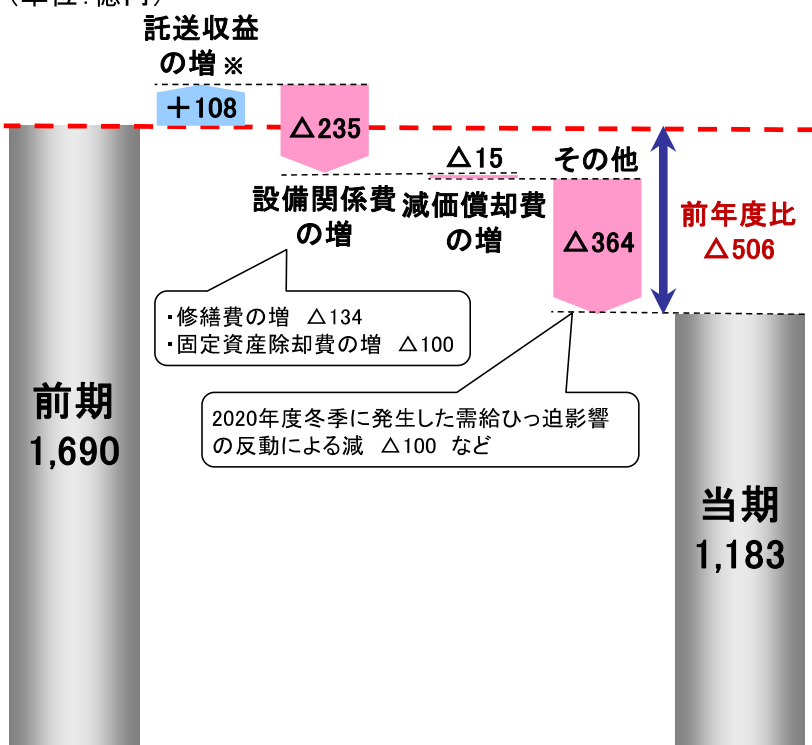 （単位：億円）
託送収益
の増※
＋108
△235
△15
その他
設備関係費
の増
減価償却費
の増
△364
前年度比
△506
・修繕費の増　△134
・固定資産除却費の増　△100
2020年度冬季に発生した需給ひっ迫影響
の反動による減　△100　など
前期
1,690
当期
1,183